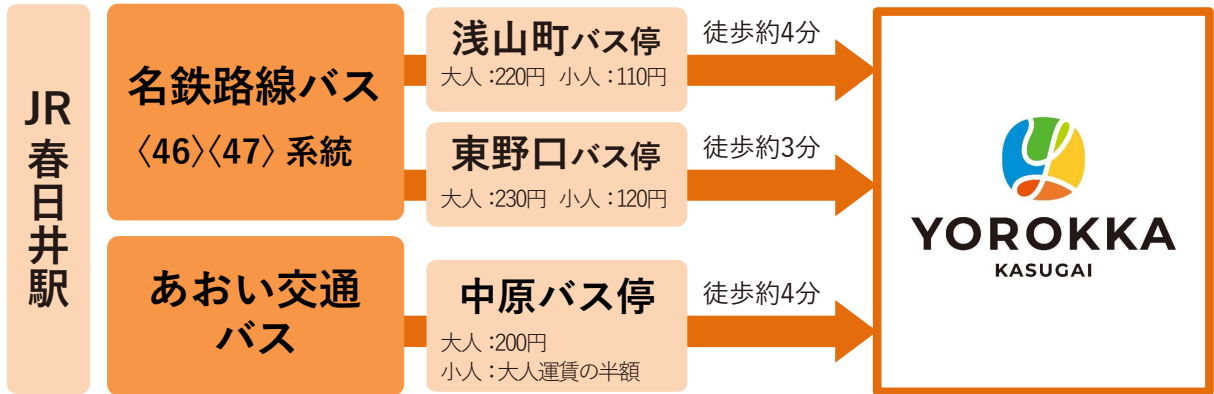 JR春日井駅
名鉄路線バス
〈46〉〈47〉系統
浅山町バス停
大人：220円 小人：110円
徒歩約4分
東野口バス停
大人：230円 小人：120円
徒歩約3分
あおい交通
バス
中原バス停
大人：200円
小人：大人運賃の半額
徒歩約4分
YOROKKA
KASUGAI